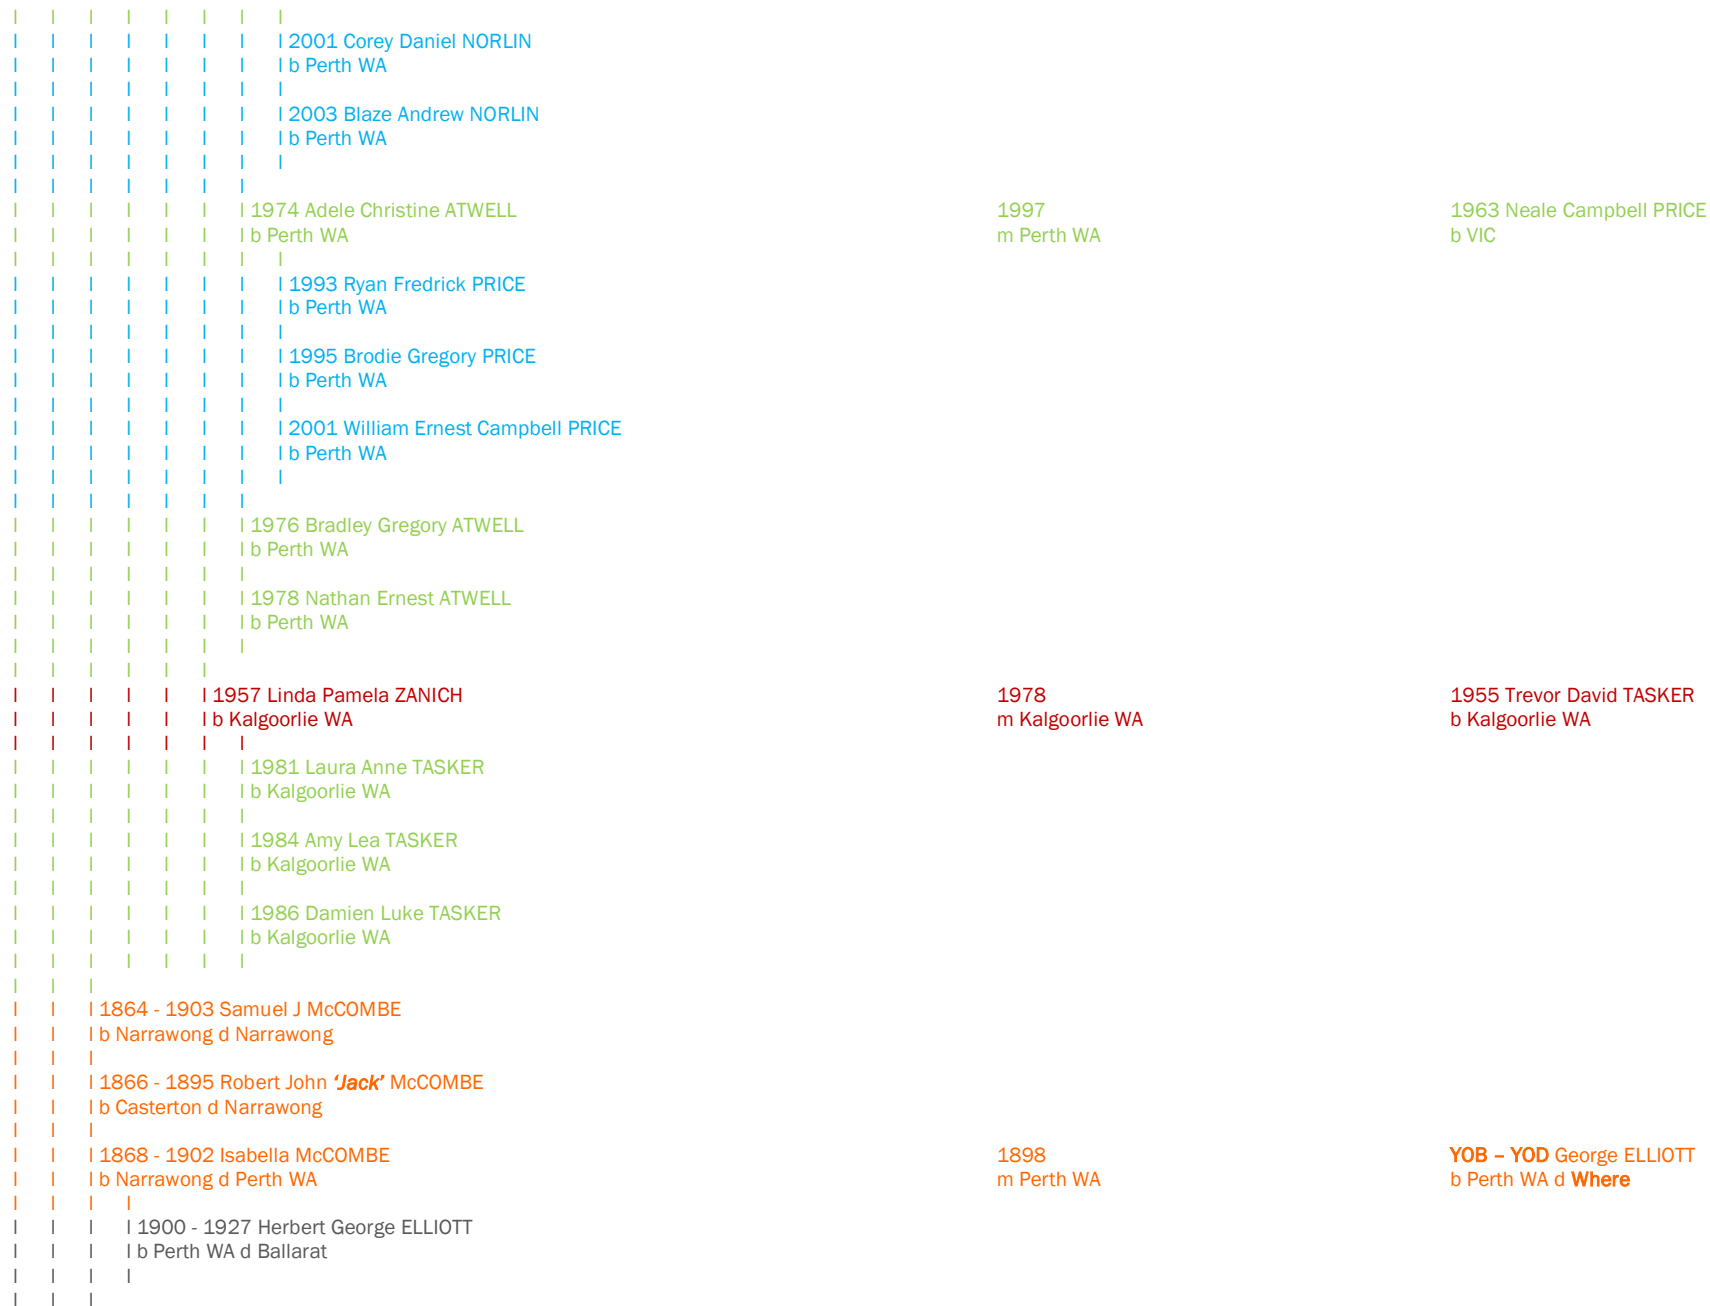 2001 Corey Daniel NORLIN
b Perth WA
2003 Blaze Andrew NORLIN
b Perth WA
1974 Adele Christine ATWELL 1997 1963 Neale Campbell PRICE
b Perth WA m Perth WA b VIC
1993 Ryan Fredrick PRICE
b Perth WA
1995 Brodie Gregory PRICE
b Perth WA
2001 William Ernest Campbell PRICE
b Perth WA
1976 Bradley Gregory ATWELL
b Perth WA
1978 Nathan Ernest ATWELL
b Perth WA
1957 Linda Pamela ZANICH 1978 1955 Trevor David TASKER
b Kalgoorlie WA m Kalgoorlie WA b Kalgoorlie WA
1981 Laura Anne TASKER
b Kalgoorlie WA
1984 Amy Lea TASKER
b Kalgoorlie WA
1986 Damien Luke TASKER
b Kalgoorlie WA
1864 - 1903 Samuel J McCOMBE
b Narrawong d Narrawong
1866 - 1895 Robert John ‘Jack’ McCOMBE
b Casterton d Narrawong
1868 - 1902 Isabella McCOMBE 1898 YOB – YOD George ELLIOTT
b Narrawong d Perth WA m Perth WA b Perth WA d Where
1900 - 1927 Herbert George ELLIOTT
b Perth WA d Ballarat